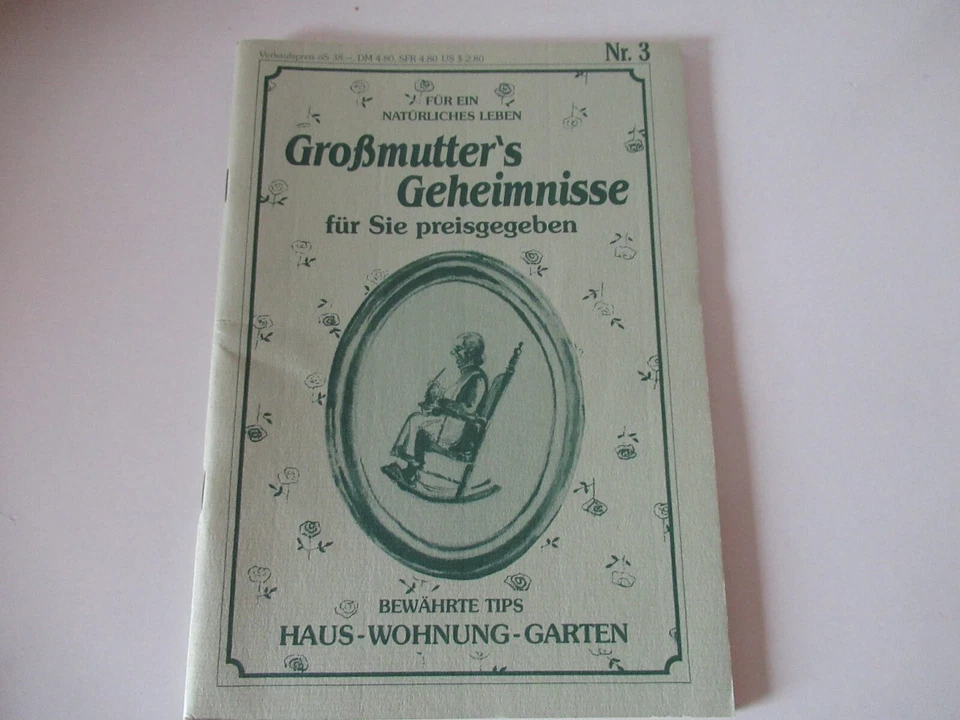 Verkaufspreis öS 38.–, DM 4.80, SFR 4.80 US $ 2.80
Nr. 3
FÜR EIN
NATÜRLICHES LEBEN
Großmutter's
Geheimnisse
für Sie preisgegeben
BEWÄHRTE TIPS
HAUS-WOHNUNG-GARTEN